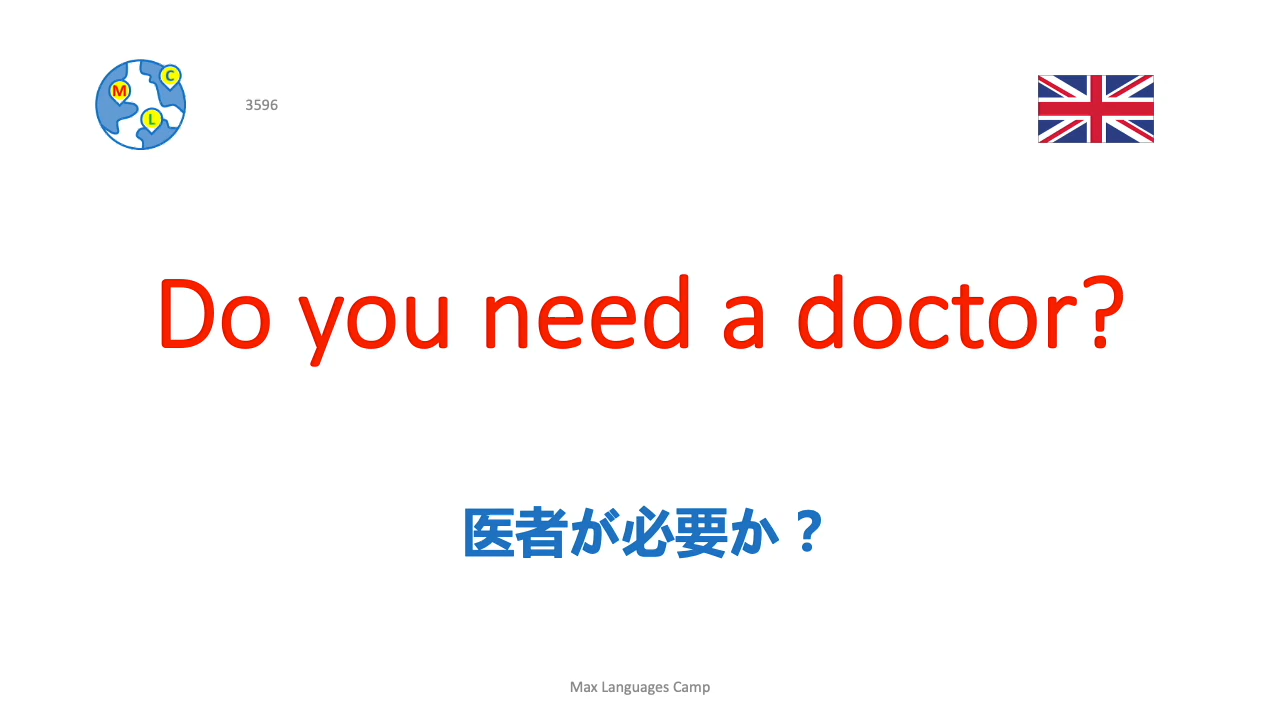 M
C
L
3596
Do you need a doctor?
医者が必要か？
Max Languages Camp